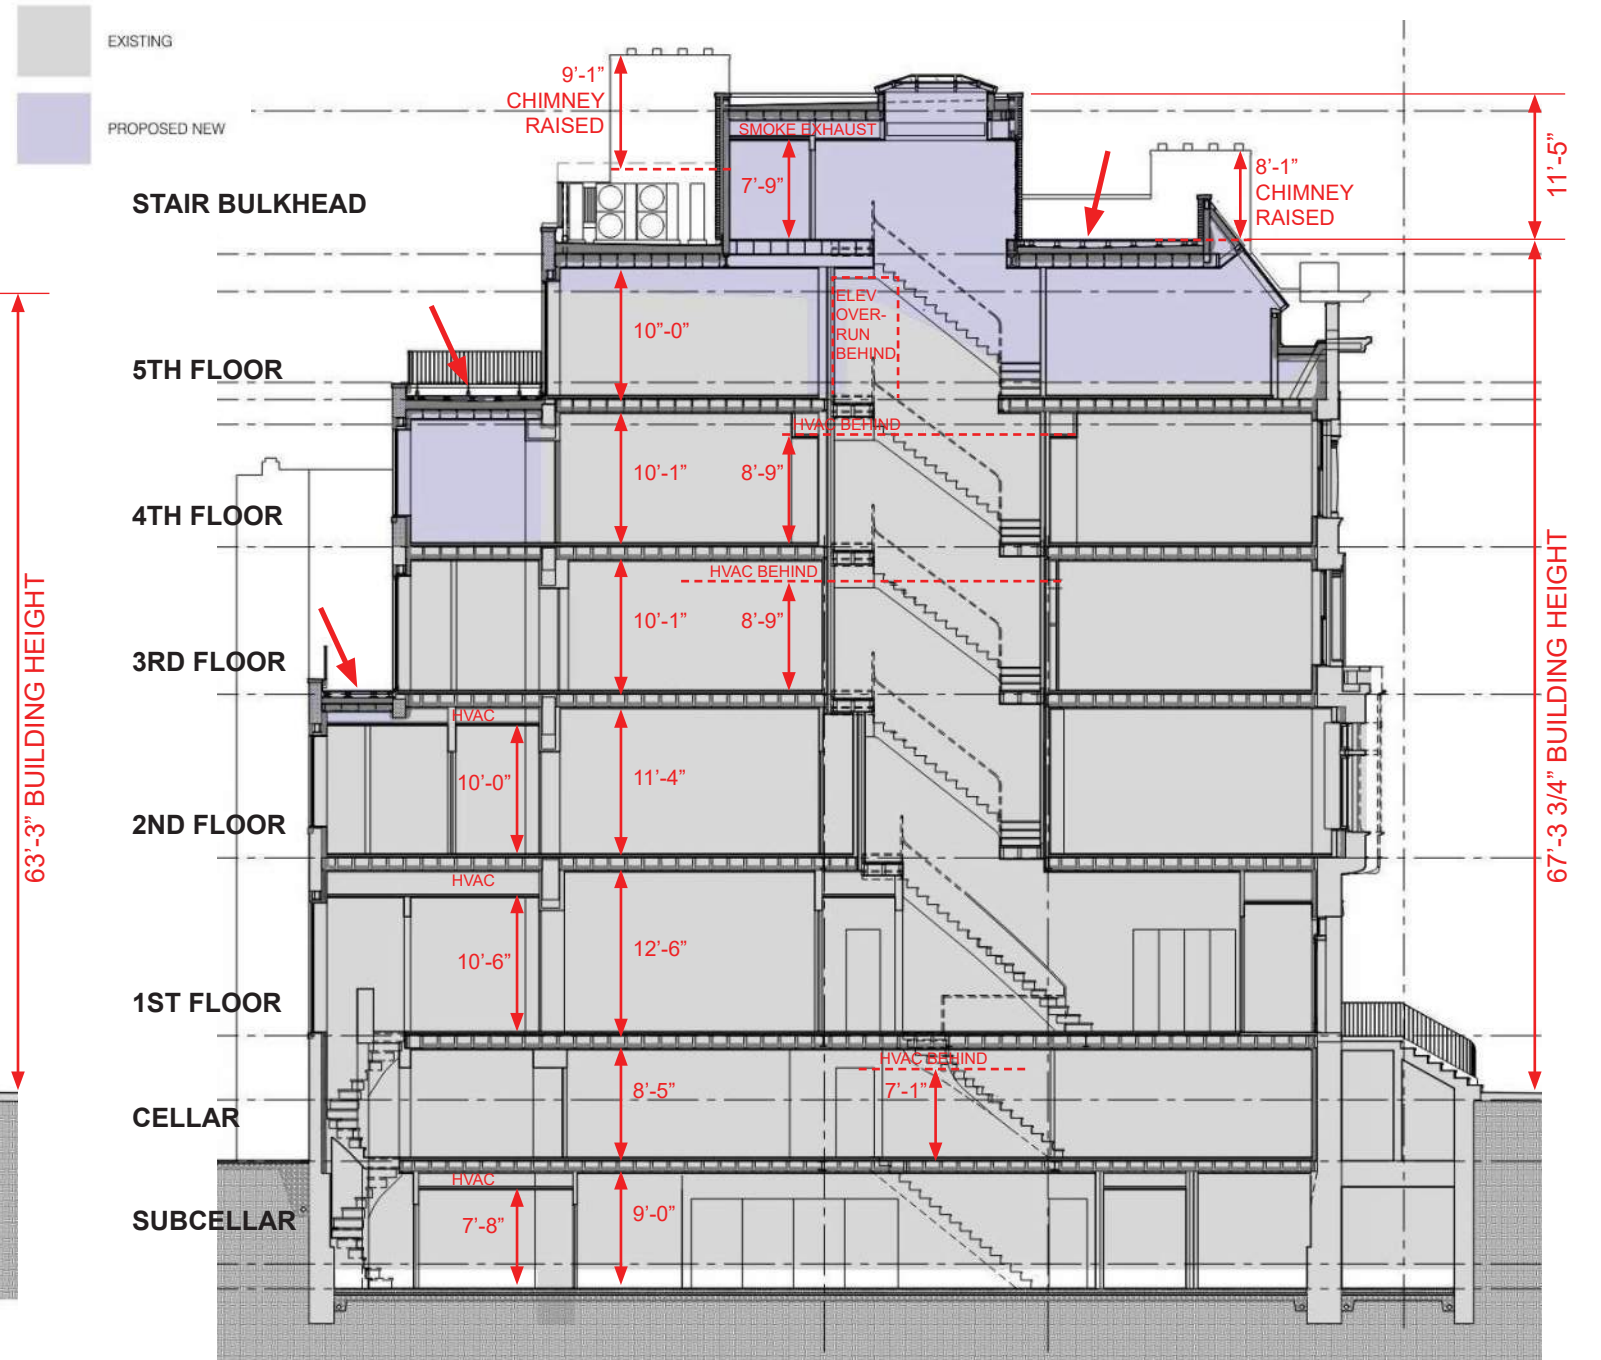 EXISTING
PROPOSED NEW
9’-1”
CHIMNEY
RAISED
SMOKE EXHAUST
7’-9”
8’-1”
CHIMNEY
RAISED
11’-5”
STAIR BULKHEAD
10”-0”
ELEV
OVER-
RUN
BEHIND
5TH FLOOR
HVAC BEHIND
10’-1”
8’-9”
4TH FLOOR
HVAC BEHIND
10’-1”
8’-9”
3RD FLOOR
63’-3” BUILDING HEIGHT
67’-3 3/4” BUILDING HEIGHT
HVAC
10’-0”
11’-4”
2ND FLOOR
HVAC
10’-6”
12’-6”
1ST FLOOR
HVAC BEHIND
8’-5”
7’-1”
CELLAR
HVAC
7’-8”
9’-0”
SUBCELLAR